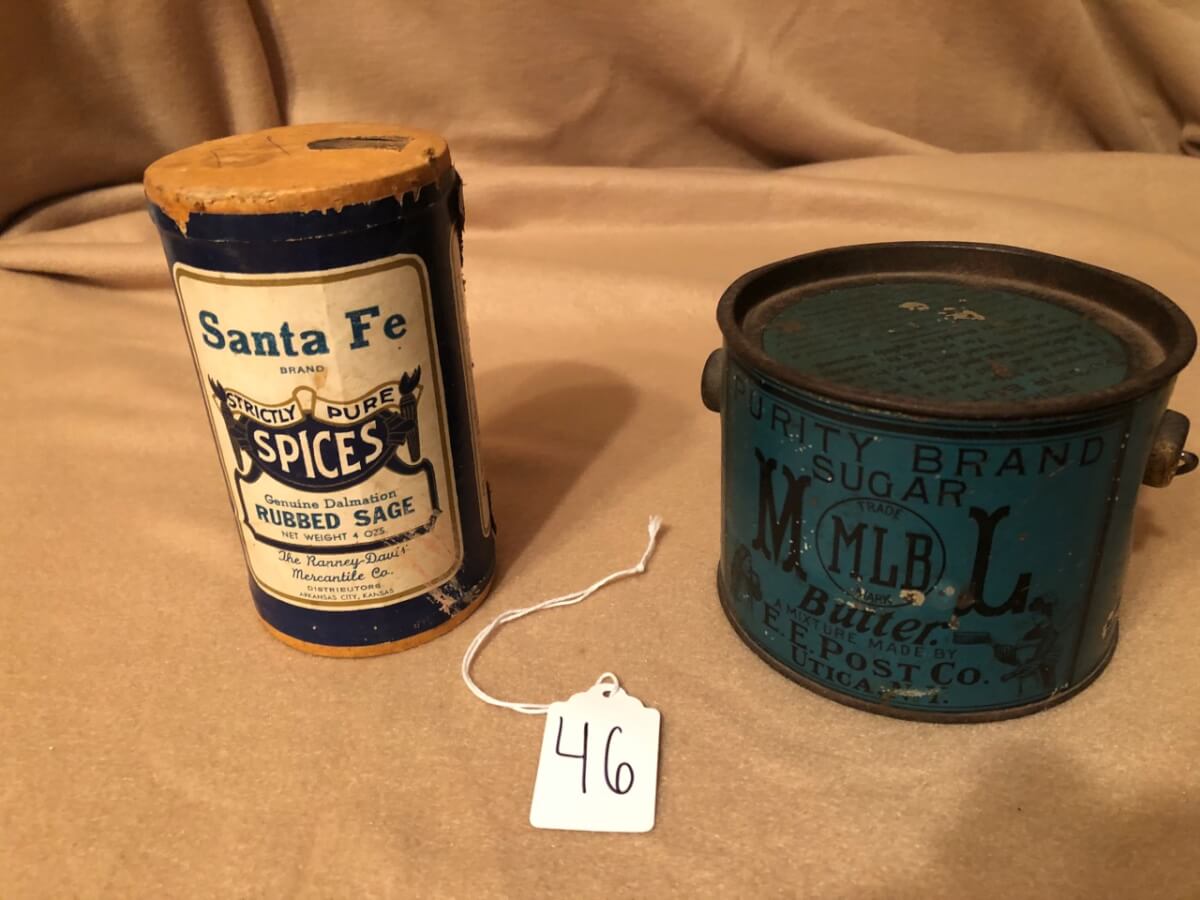 Santa Fe
BRAND
STRICTLY PURE
SPICES
Genuine Dalmation
RUBBED SAGE
NET WEIGHT 4 OZS.
The Ranney-Davis
Mercantile Co.
DISTRIBUTORS
ARKANSAS CITY, KANSAS
46
PURITY BRAND
SUGAR
M L
TRADE
MLB
MARK
Butter.
A MIXTURE MADE BY
E.E. POST CO.
UTICA, N.Y.